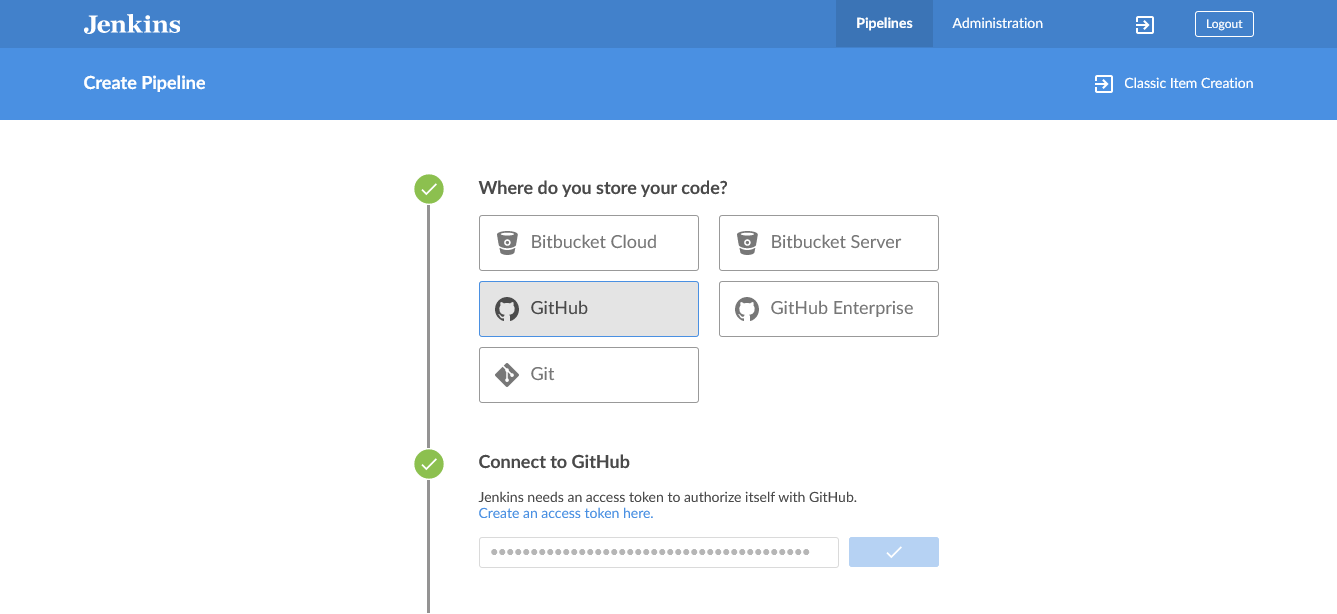 Jenkins
Pipelines
Administration
Logout
Create Pipeline
Classic Item Creation
Where do you store your code?
Bitbucket Cloud
Bitbucket Server
GitHub
GitHub Enterprise
Git
Connect to GitHub
Jenkins needs an access token to authorize itself with GitHub.
Create an access token here.